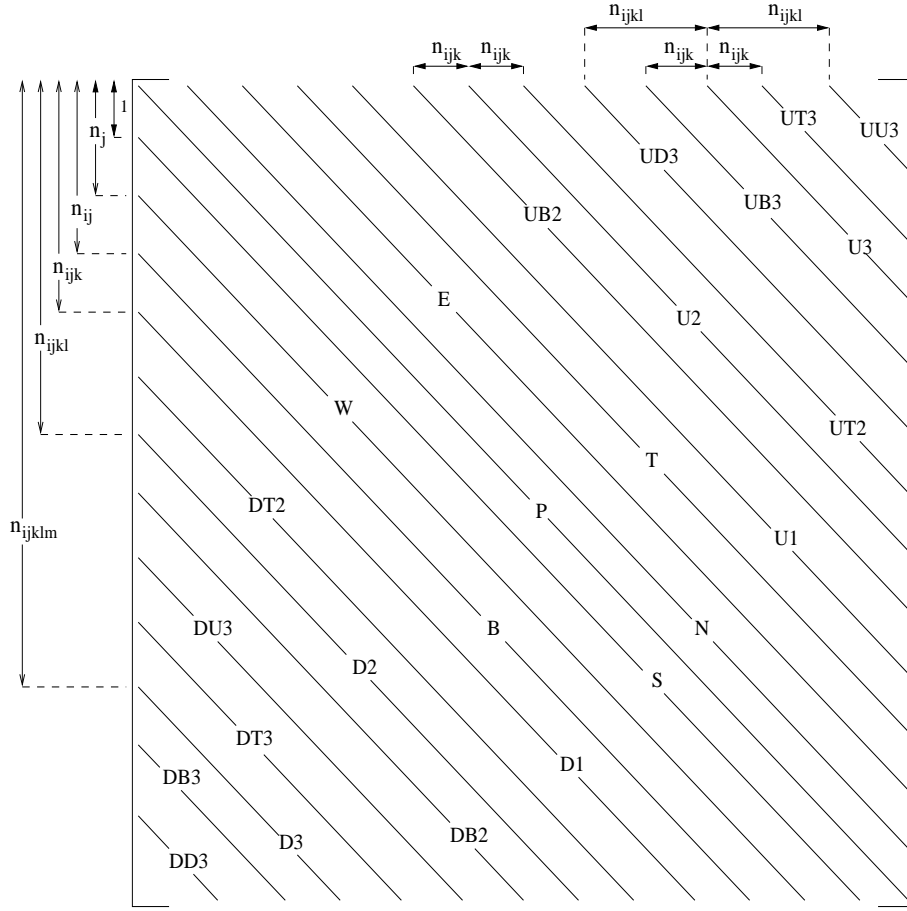 n_ijkl n_ijkl
n_ijk n_ijk n_ijk n_ijk
1
n_j
n_ij
n_ijk
n_ijkl
n_ijklm
UT3
UU3
UD3
UB3
UB2
U3
E
U2
W
UT2
T
DT2
P
U1
DU3
B
N
D2
S
DT3
D1
DB3
DB2
D3
DD3